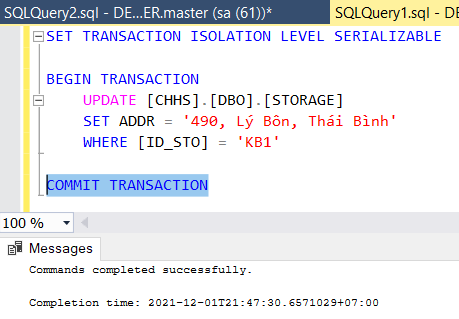 SQLQuery2.sql - DE...ER.master (sa (61))*
SQLQuery1.sql - DE
SET TRANSACTION ISOLATION LEVEL SERIALIZABLE
BEGIN TRANSACTION
UPDATE [CHHS].[DBO].[STORAGE]
SET ADDR = '490, Lý Bôn, Thái Bình'
WHERE [ID_STO] = 'KB1'
COMMIT TRANSACTION
100 %
Messages
Commands completed successfully.
Completion time: 2021-12-01T21:47:30.6571029+07:00